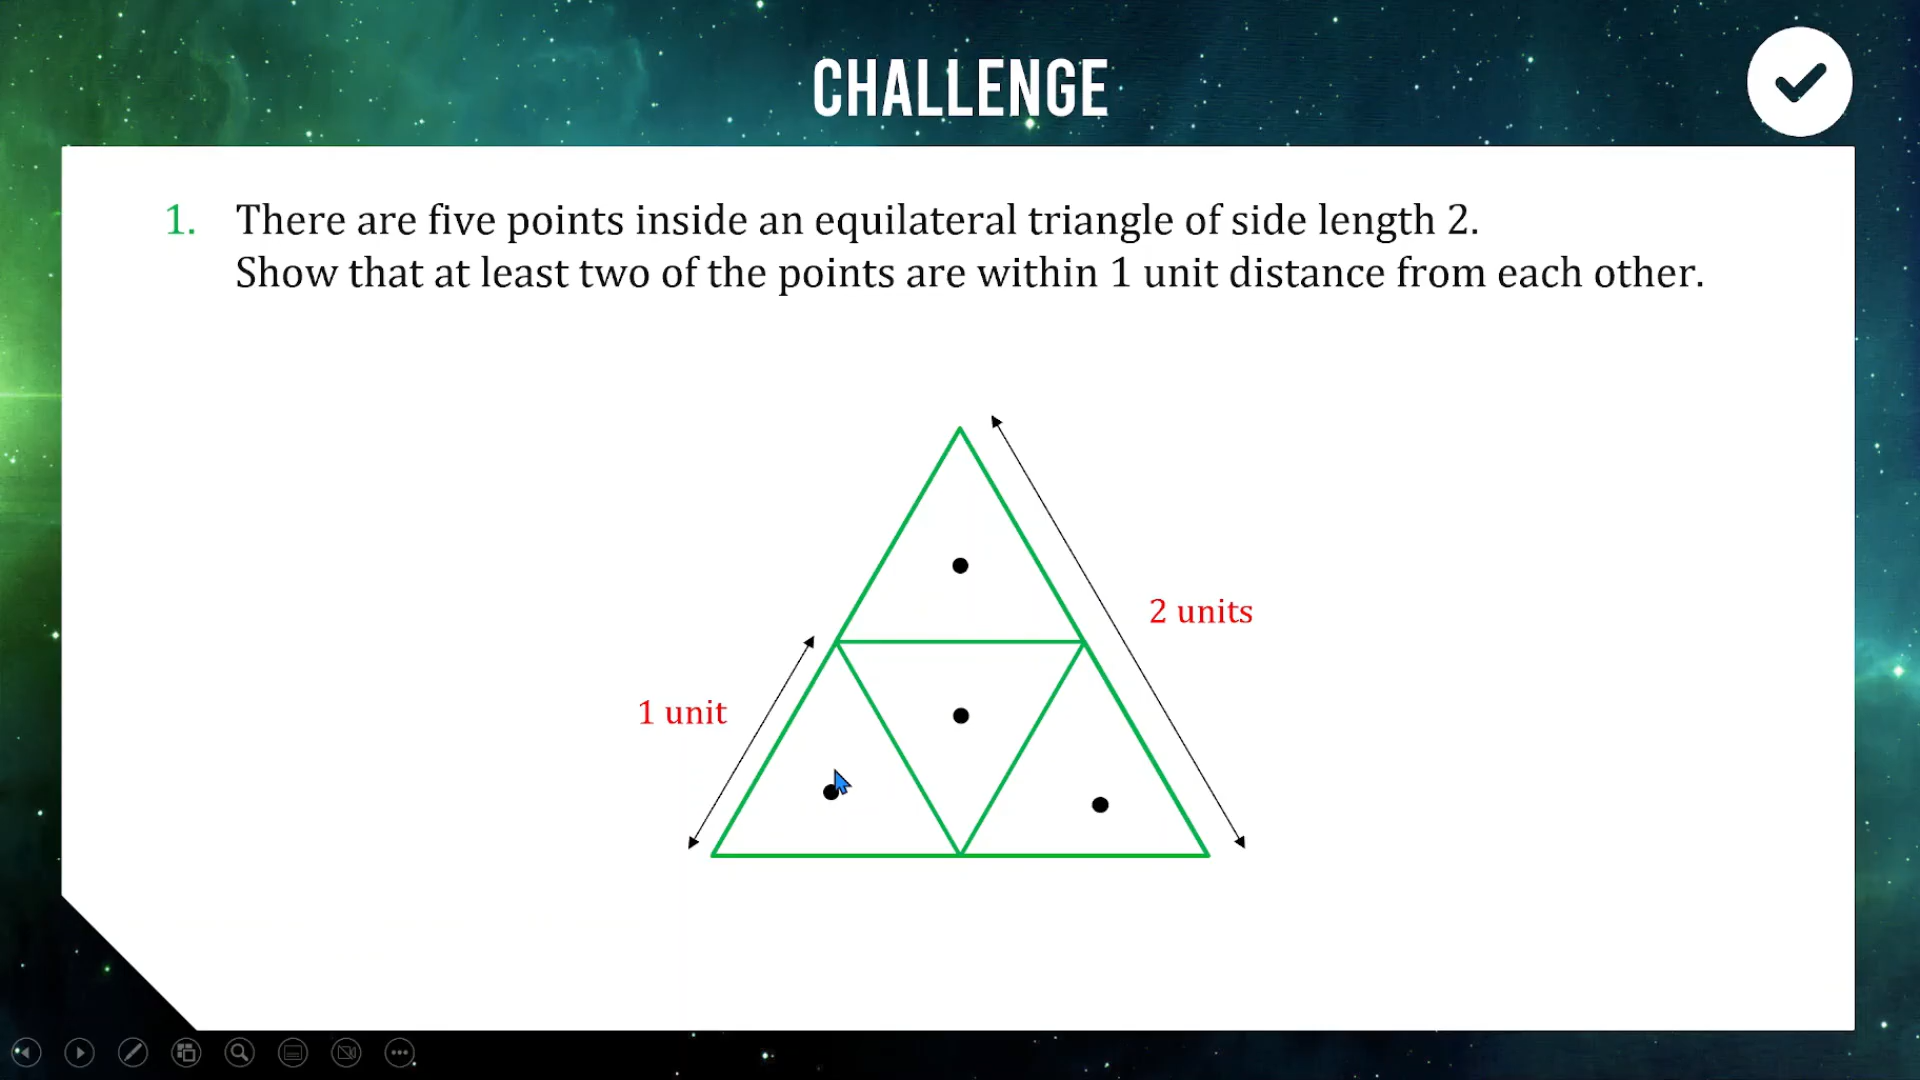 CHALLENGE
1. There are five points inside an equilateral triangle of side length 2.
Show that at least two of the points are within 1 unit distance from each other.
2 units
1 unit